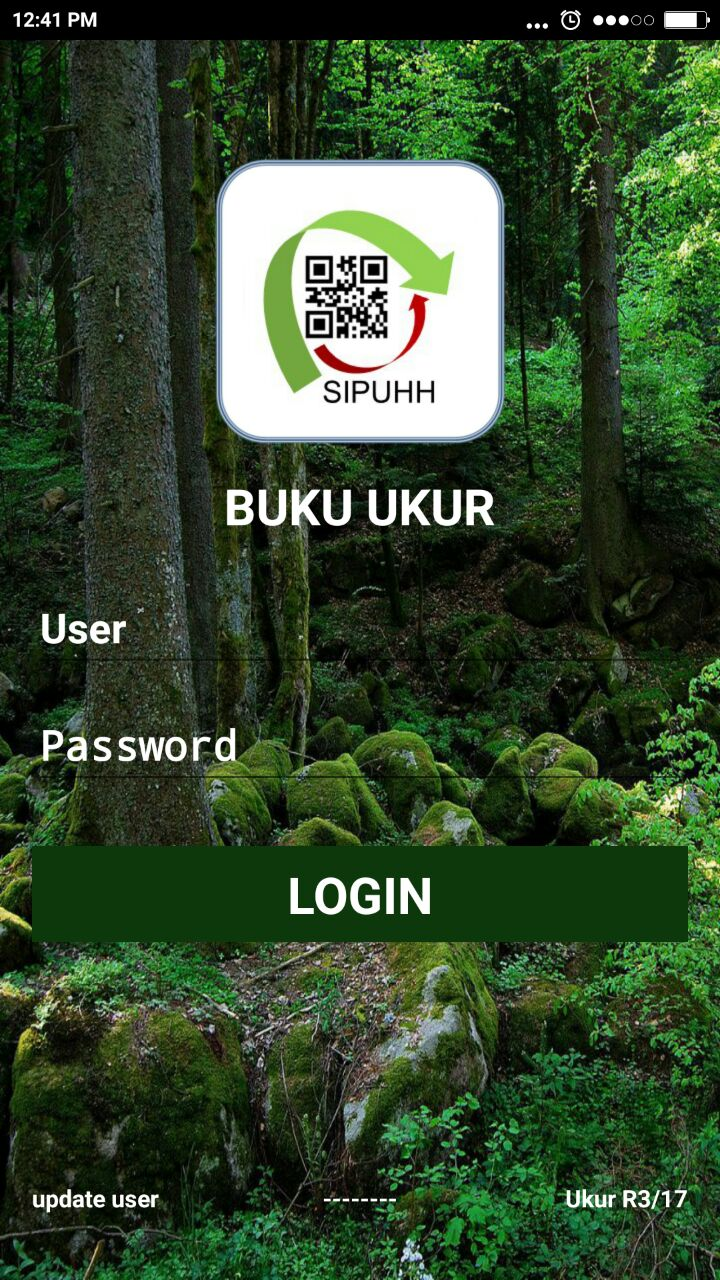 12:41 PM
SIPUHH
BUKU UKUR
User
Password
LOGIN
update user
--------
Ukur R3/17